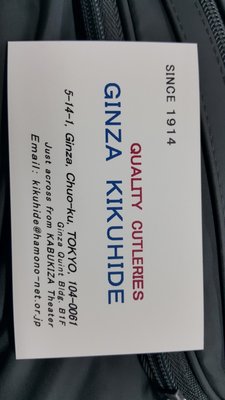 SINCE 1914
QUALITY CUTLERIES
GINZA KIKUHIDE
5-14-1, Ginza, Chuo-ku, TOKYO, 104-0061
Ginza Quint Bldg. B1F
Just across from KABUKIZA Theater
Email: kikuhide@hamono-net.or.jp